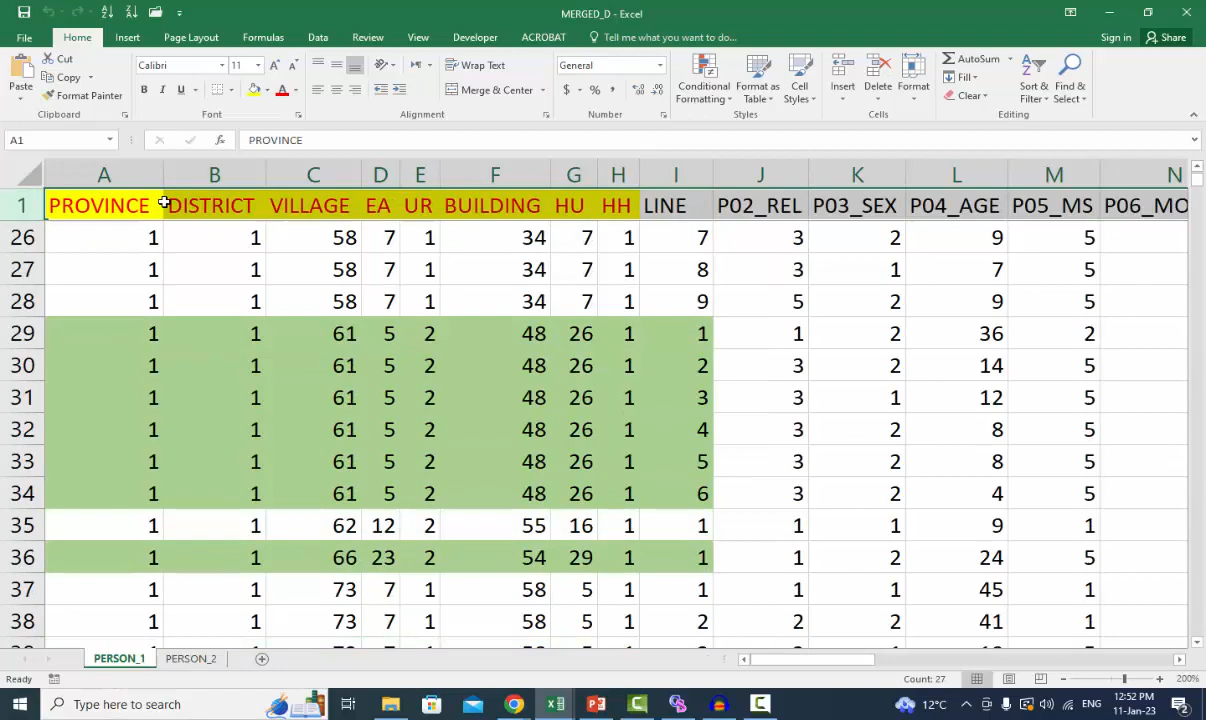 MERGED_D - Excel
File Home Insert Page Layout Formulas Data Review View Developer ACROBAT Tell me what you want to do... Sign in Share
Paste
Cut
Copy
Format Painter
Clipboard
Calibri 11
B I U
A
Font
Wrap Text
Merge & Center
Alignment
General
$ % ,
Number
Conditional Formatting
Format as Table
Cell Styles
Styles
Insert
Delete
Format
Cells
AutoSum
Fill
Clear
Sort & Filter
Find & Select
Editing
A1 fx PROVINCE
A B C D E F G H I J K L M N
1 PROVINCE DISTRICT VILLAGE EA UR BUILDING HU HH LINE P02_REL P03_SEX P04_AGE P05_MS P06_MO
26 1 1 58 7 1 34 7 1 7 3 2 9 5
27 1 1 58 7 1 34 7 1 8 3 1 7 5
28 1 1 58 7 1 34 7 1 9 5 2 9 5
29 1 1 61 5 2 48 26 1 1 1 2 36 2
30 1 1 61 5 2 48 26 1 2 3 2 14 5
31 1 1 61 5 2 48 26 1 3 3 1 12 5
32 1 1 61 5 2 48 26 1 4 3 2 8 5
33 1 1 61 5 2 48 26 1 5 3 2 8 5
34 1 1 61 5 2 48 26 1 6 3 2 4 5
35 1 1 62 12 2 55 16 1 1 1 1 9 1
36 1 1 66 23 2 54 29 1 1 1 2 24 5
37 1 1 73 7 1 58 5 1 1 1 1 45 1
38 1 1 73 7 1 58 5 1 2 2 2 41 1
PERSON_1 PERSON_2
Ready Count: 27 200%
Type here to search 12°C ENG 12:52 PM
11-Jan-23 2